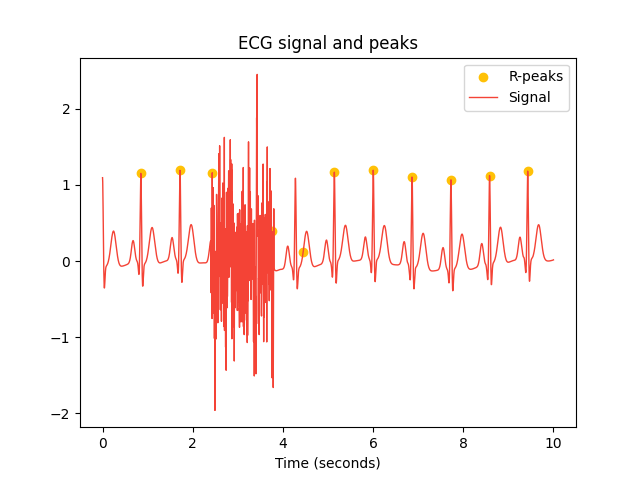 ECG signal and peaks
R-peaks
Signal
2
1
0
−1
−2
0 2 4 6 8 10
Time (seconds)